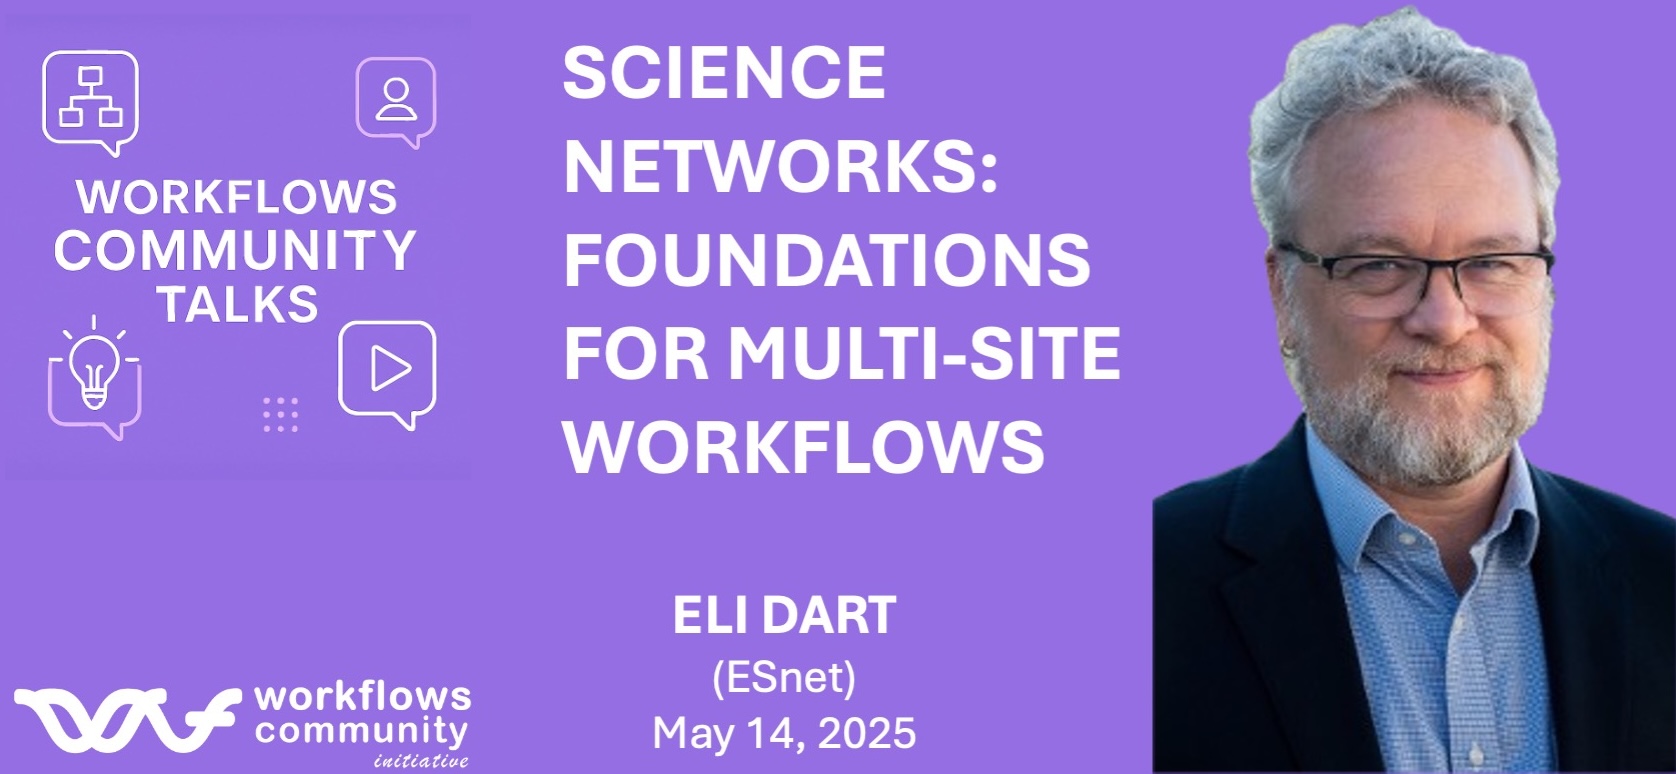 WORKFLOWS
COMMUNITY
TALKS
SCIENCE
NETWORKS:
FOUNDATIONS
FOR MULTI-SITE
WORKFLOWS
ELI DART
(ESnet)
May 14, 2025
workflows
community
initiative